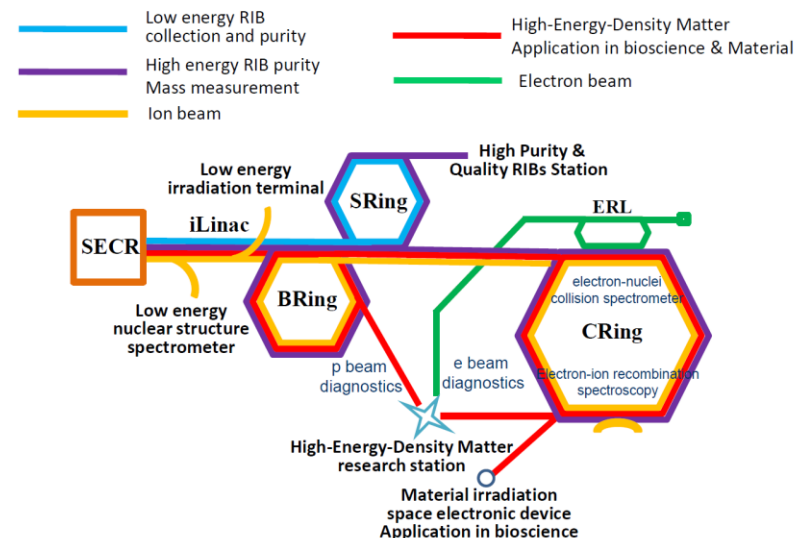 Low energy RIB
collection and purity
High energy RIB purity
Mass measurement
Ion beam
High-Energy-Density Matter
Application in bioscience & Material
Electron beam
Low energy
irradiation terminal
High Purity &
Quality RIBs Station
SRing
ERL
iLinac
SECR
electron-nuclei
collision spectrometer
BRing
CRing
Low energy
nuclear structure
spectrometer
p beam
diagnostics
e beam
diagnostics
Electron-ion recombination
spectroscopy
High-Energy-Density Matter
research station
Material irradiation
space electronic device
Application in bioscience